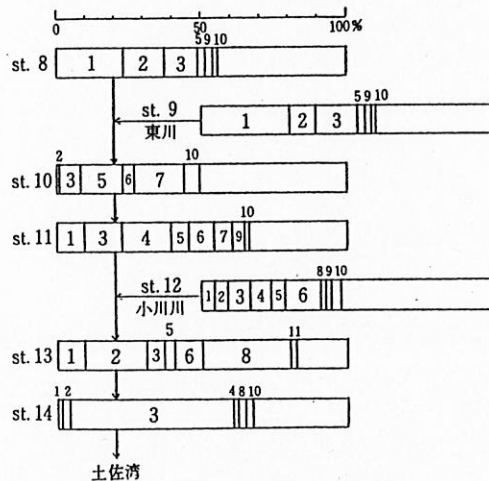 0 50 100%
5 9 10
st. 8 1 2 3
st. 9 5 9 10
東川 1 2 3
2 10
st. 10 3 5 6 7
10
st. 11 1 3 4 5 6 7 9
st. 12 8 9 10
小川川 1 2 3 4 5 6
5 11
st. 13 1 2 3 6 8
1 2 4 8 10
st. 14 3
土佐湾